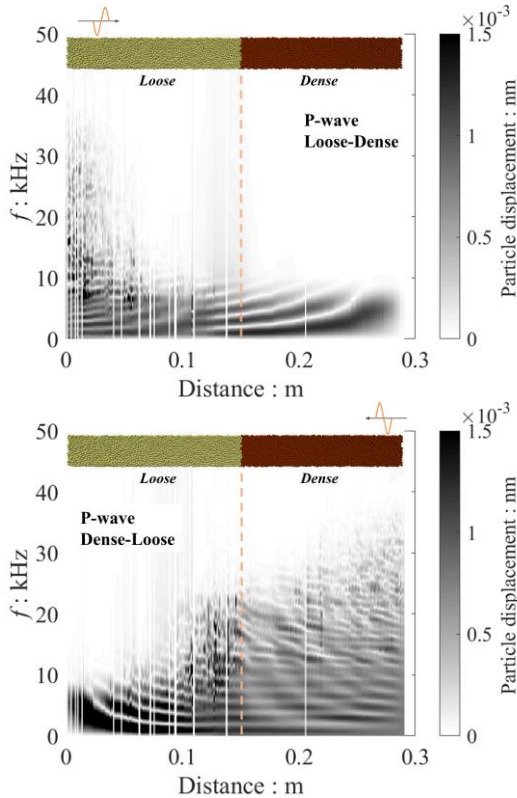 50
40
30
20
10
0
f : kHz
Loose
Dense
P-wave
Loose-Dense
0
0.1
0.2
0.3
Distance : m
×10⁻³
1.5
1
0.5
0
Particle displacement : nm
50
40
30
20
10
0
f : kHz
Loose
Dense
P-wave
Dense-Loose
0
0.1
0.2
0.3
Distance : m
×10⁻³
1.5
1
0.5
0
Particle displacement : nm